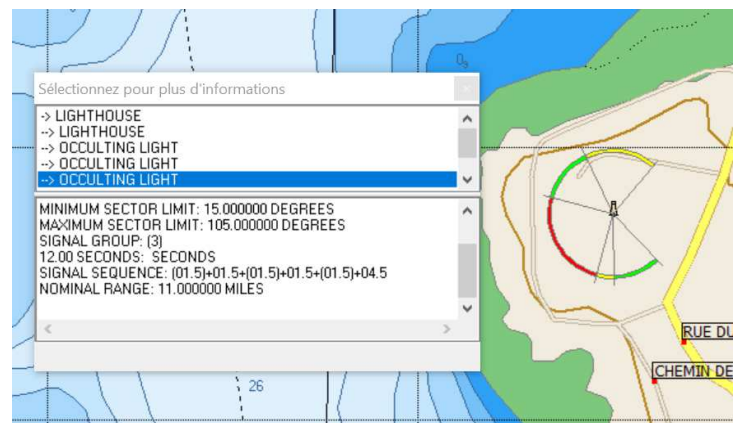 0₉
Sélectionnez pour plus d'informations
-> LIGHTHOUSE
--> LIGHTHOUSE
--> OCCULTING LIGHT
--> OCCULTING LIGHT
--> OCCULTING LIGHT
MINIMUM SECTOR LIMIT: 15.000000 DEGREES
MAXIMUM SECTOR LIMIT: 105.000000 DEGREES
SIGNAL GROUP: (3)
12.00 SECONDS:  SECONDS
SIGNAL SEQUENCE: (01.5)+01.5+(01.5)+01.5+(01.5)+04.5
NOMINAL RANGE: 11.000000 MILES
RUE DU
CHEMIN DE
26